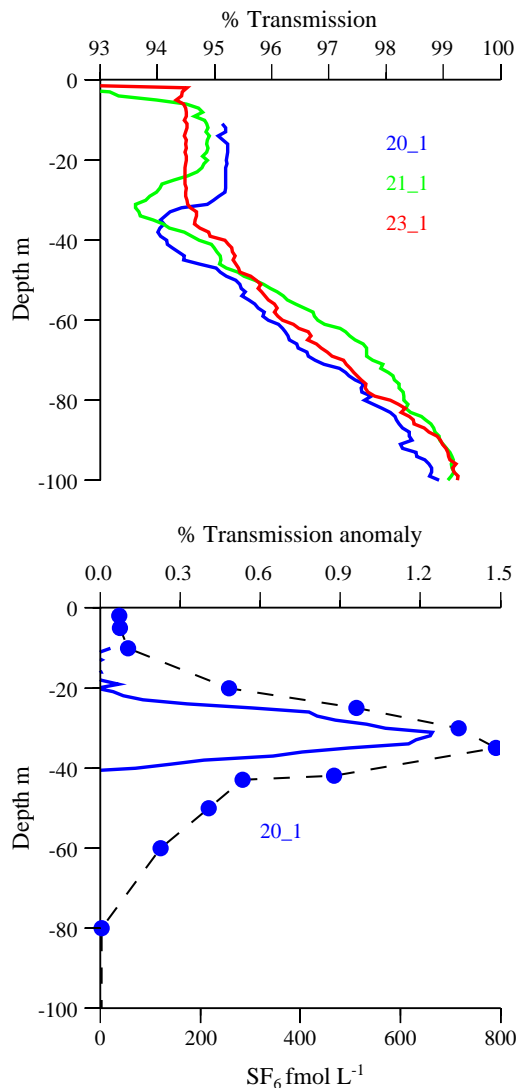 % Transmission
93 94 95 96 97 98 99 100
0
20_1
-20
21_1
23_1
-40
-60
-80
-100
Depth m
% Transmission anomaly
0.0 0.3 0.6 0.9 1.2 1.5
0
-20
-40
20_1
-60
-80
-100
Depth m
0 200 400 600 800
SF6 fmol L-1